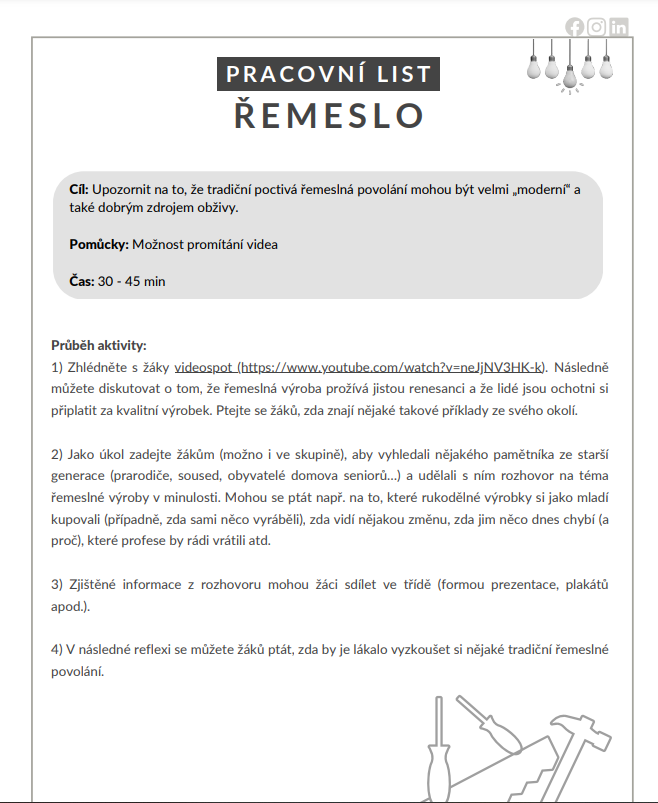 PRACOVNÍ LIST
ŘEMESLO
Cíl: Upozornit na to, že tradiční poctivá řemeslná povolání mohou být velmi „moderní“ a
také dobrým zdrojem obživy.
Pomůcky: Možnost promítání videa
Čas: 30 - 45 min
Průběh aktivity:
1) Zhlédněte s žáky videospot (https://www.youtube.com/watch?v=neJjNV3HK-k). Následně
můžete diskutovat o tom, že řemeslná výroba prožívá jistou renesanci a že lidé jsou ochotni si
připlatit za kvalitní výrobek. Ptejte se žáků, zda znají nějaké takové příklady ze svého okolí.
2) Jako úkol zadejte žákům (možno i ve skupině), aby vyhledali nějakého pamětníka ze starší
generace (prarodiče, soused, obyvatelé domova seniorů...) a udělali s ním rozhovor na téma
řemeslné výroby v minulosti. Mohou se ptát např. na to, které rukodělné výrobky si jako mladí
kupovali (případně, zda sami něco vyráběli), zda vidí nějakou změnu, zda jim něco dnes chybí (a
proč), které profese by rádi vrátili atd.
3) Zjištěné informace z rozhovoru mohou žáci sdílet ve třídě (formou prezentace, plakátů
apod.).
4) V následné reflexi se můžete žáků ptát, zda by je lákalo vyzkoušet si nějaké tradiční řemeslné
povolání.